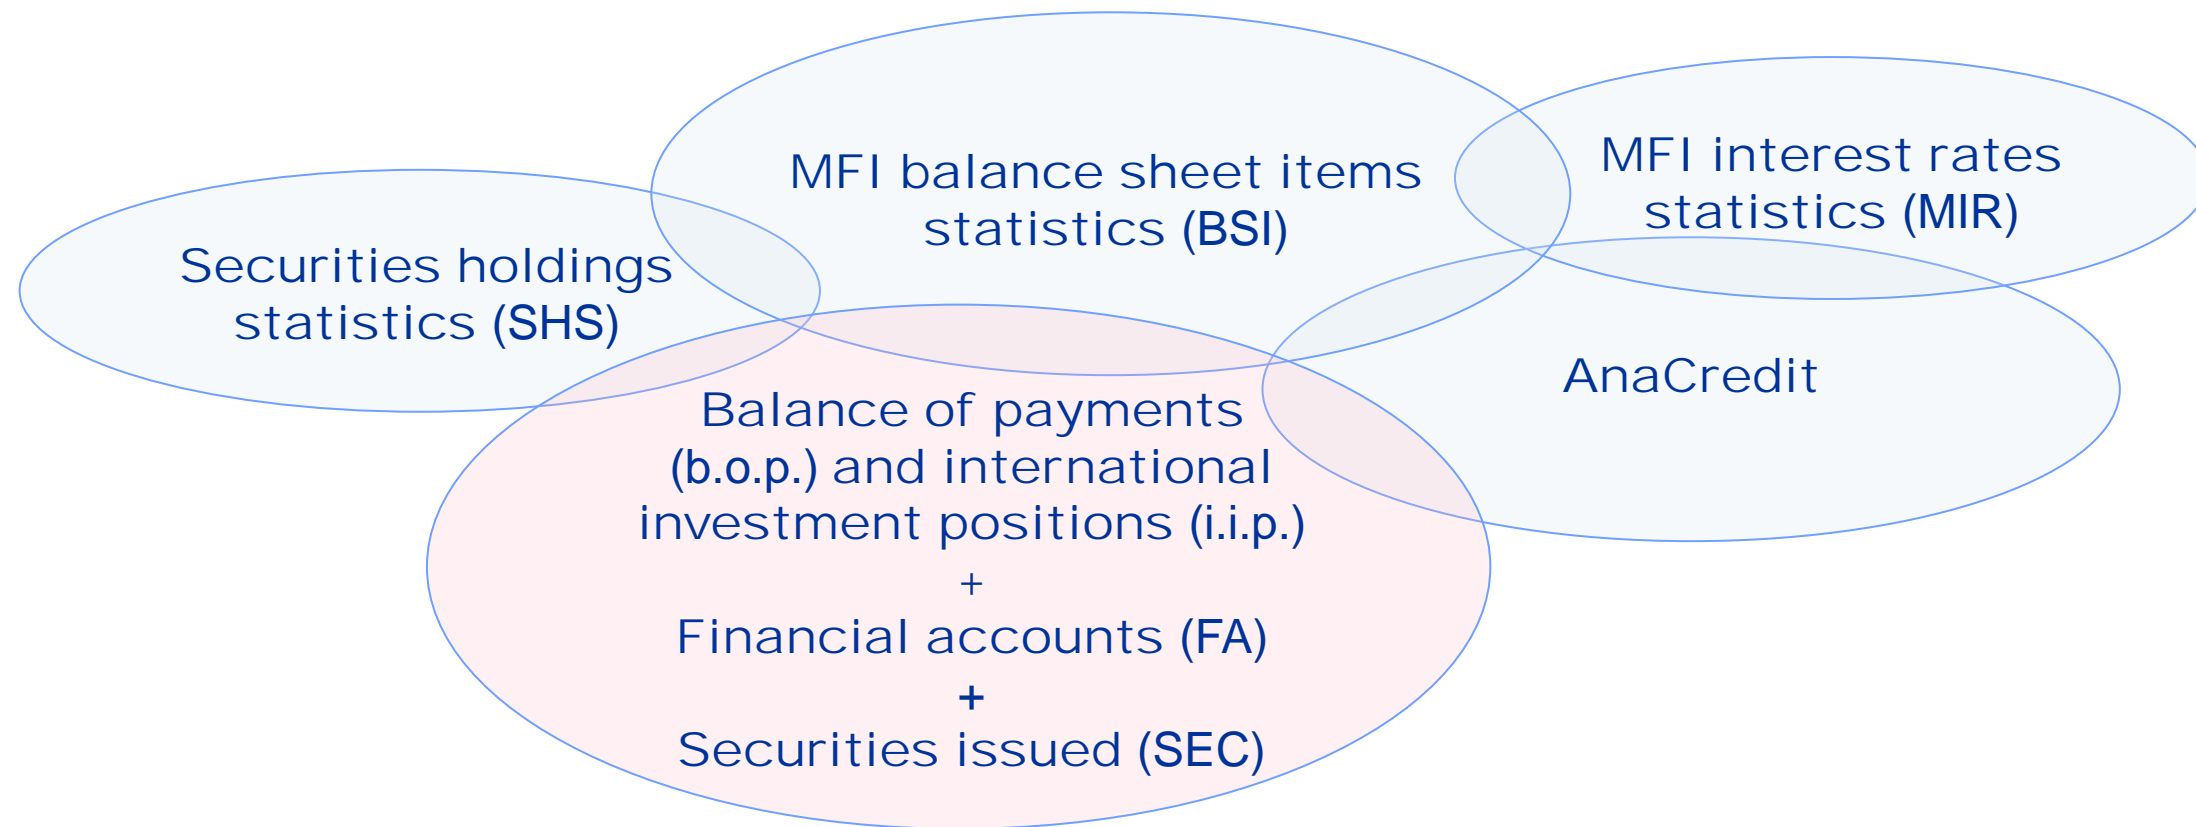 MFI balance sheet items
statistics (BSI)
MFI interest rates
statistics (MIR)
Securities holdings
statistics (SHS)
AnaCredit
Balance of payments
(b.o.p.) and international
investment positions (i.i.p.)
+
Financial accounts (FA)
+
Securities issued (SEC)